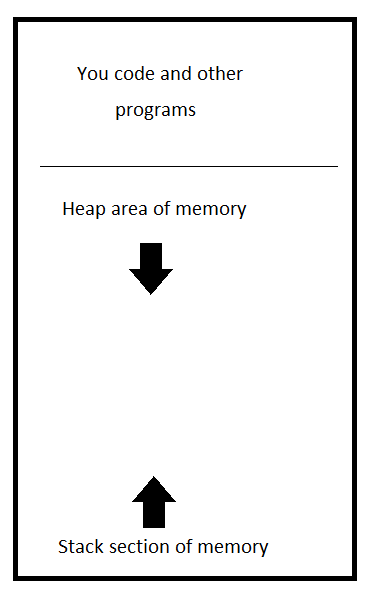 You code and other
programs
Heap area of memory
Stack section of memory